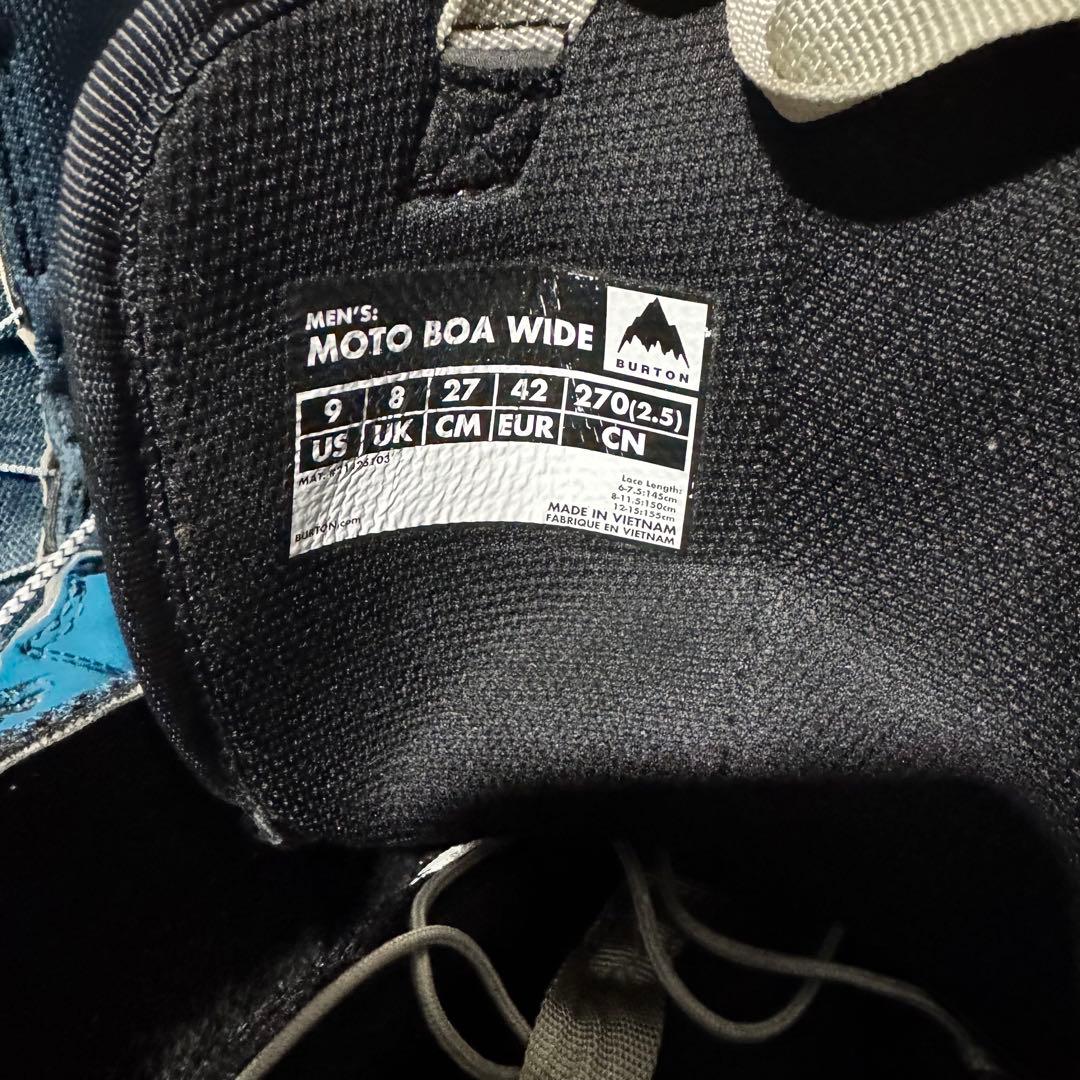 MEN'S:
MOTO BOA WIDE
BURTON
9 8 27 42 270(2.5)
US UK CM EUR CN
MAT.
Lace Length:
6-7.5:145cm
8-11.5:150cm
12-15:155cm
MADE IN VIETNAM
FABRIQUE EN VIETNAM
BURTON.com